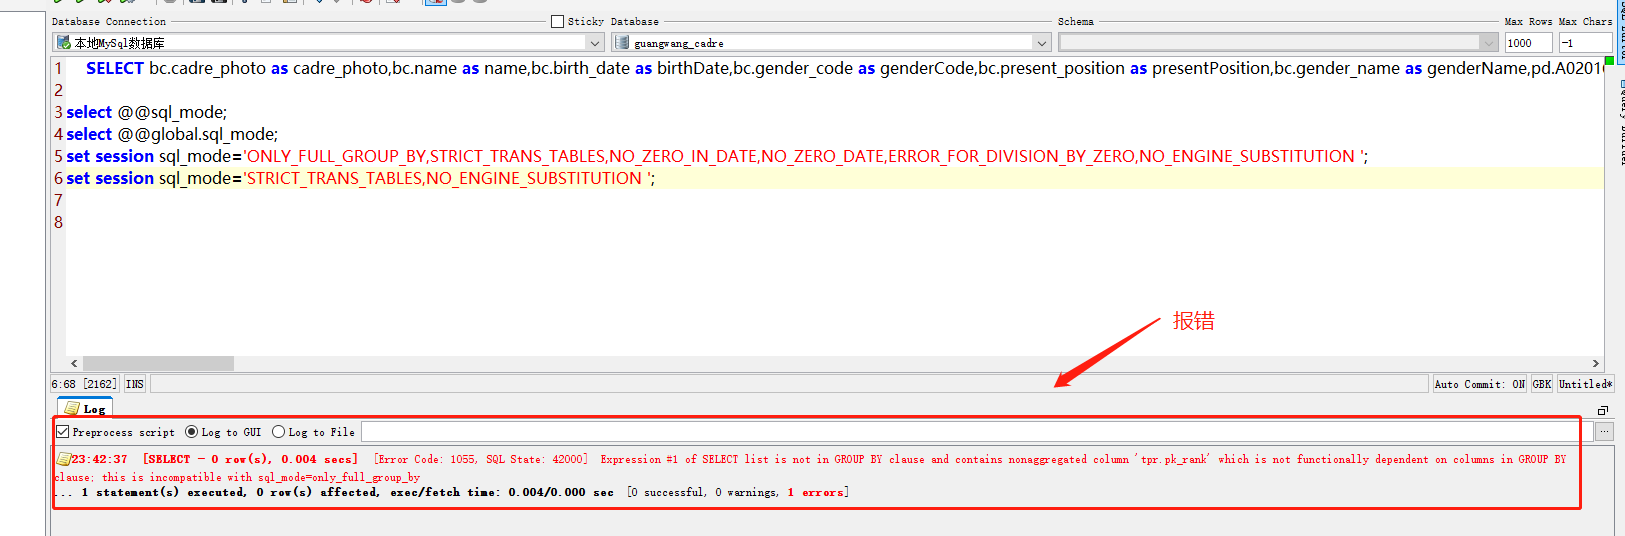 Database Connection
Sticky
Database
Schema
Max Rows
Max Chars
本地MySql数据库
guangwang_cadre
1000
-1
1 SELECT bc.cadre_photo as cadre_photo,bc.name as name,bc.birth_date as birthDate,bc.gender_code as genderCode,bc.present_position as presentPosition,bc.gender_name as genderName,pd.A0201
2
3 select @@sql_mode;
4 select @@global.sql_mode;
5 set session sql_mode='ONLY_FULL_GROUP_BY,STRICT_TRANS_TABLES,NO_ZERO_IN_DATE,NO_ZERO_DATE,ERROR_FOR_DIVISION_BY_ZERO,NO_ENGINE_SUBSTITUTION ';
6 set session sql_mode='STRICT_TRANS_TABLES,NO_ENGINE_SUBSTITUTION ';
7
8
报错
6:68 [2162]
INS
Auto Commit: ON
GBK
Untitled*
Log
Preprocess script
Log to GUI
Log to File
...
23:42:37 [SELECT - 0 row(s), 0.004 secs] [Error Code: 1055, SQL State: 42000] Expression #1 of SELECT list is not in GROUP BY clause and contains nonaggregated column 'tpr.pk_rank' which is not functionally dependent on columns in GROUP BY
clause; this is incompatible with sql_mode=only_full_group_by
... 1 statement(s) executed, 0 row(s) affected, exec/fetch time: 0.004/0.000 sec [0 successful, 0 warnings, 1 errors]